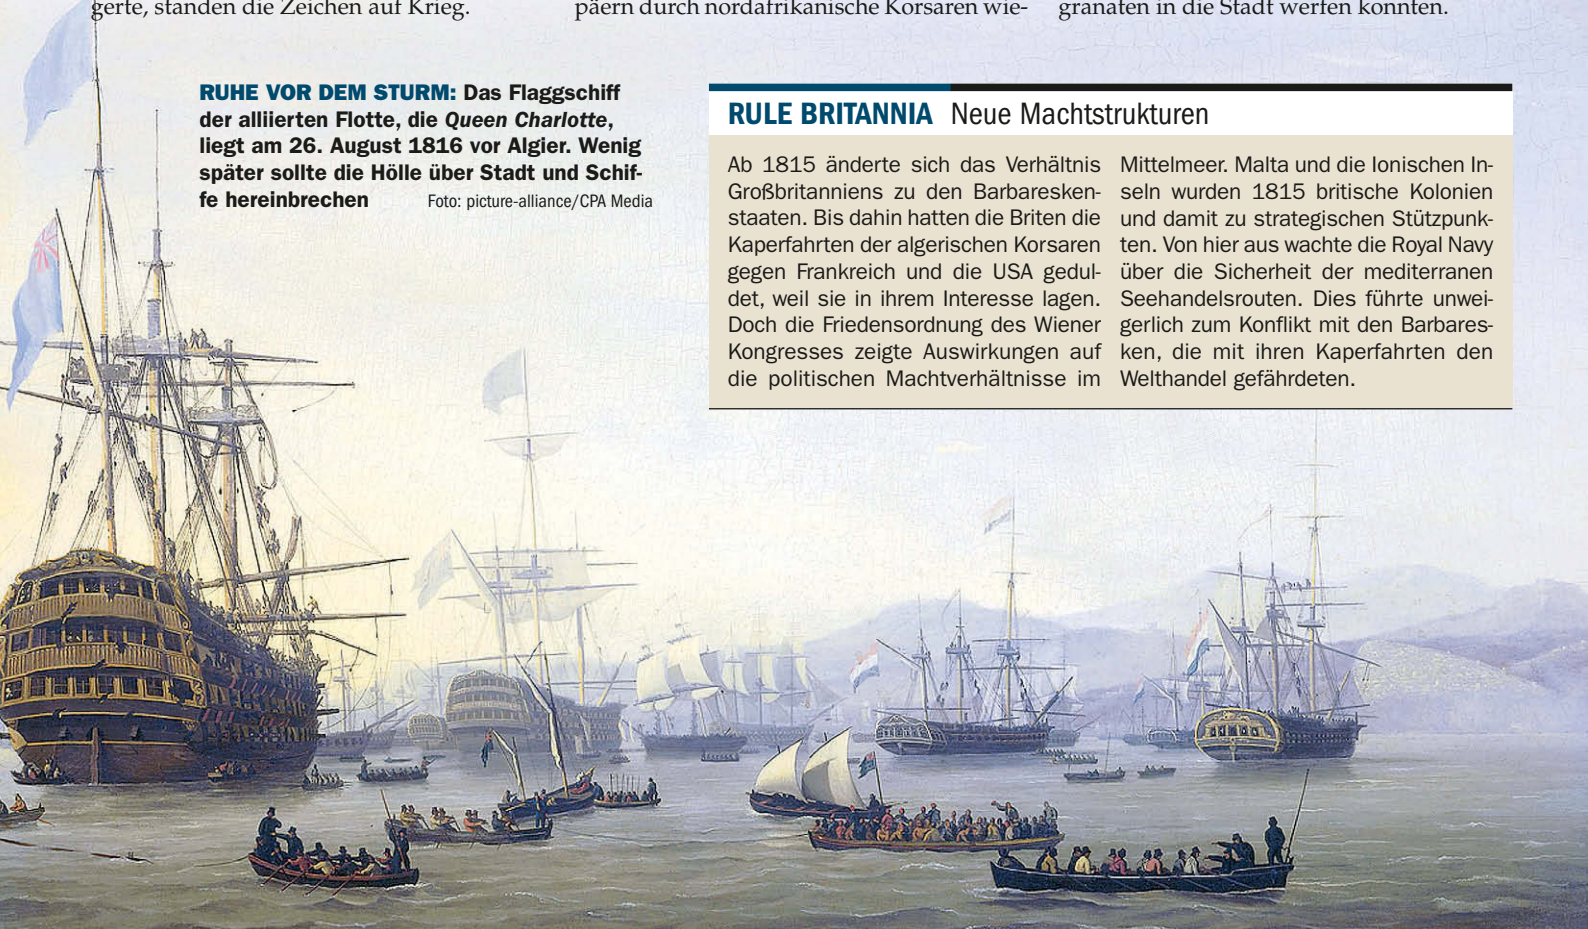 gerte, standen die Zeichen auf Krieg.
päern durch nordafrikanische Korsaren wie-
granaten in die Stadt werfen konnten.
RUHE VOR DEM STURM: Das Flaggschiff
der alliierten Flotte, die Queen Charlotte,
liegt am 26. August 1816 vor Algier. Wenig
später sollte die Hölle über Stadt und Schif-
fe hereinbrechen Foto: picture-alliance/CPA Media
RULE BRITANNIA Neue Machtstrukturen
Ab 1815 änderte sich das Verhältnis
Großbritanniens zu den Barbaresken-
staaten. Bis dahin hatten die Briten die
Kaperfahrten der algerischen Korsaren
gegen Frankreich und die USA gedul-
det, weil sie in ihrem Interesse lagen.
Doch die Friedensordnung des Wiener
Kongresses zeigte Auswirkungen auf
die politischen Machtverhältnisse im
Mittelmeer. Malta und die Ionischen In-
seln wurden 1815 britische Kolonien
und damit zu strategischen Stützpunk-
ten. Von hier aus wachte die Royal Navy
über die Sicherheit der mediterranen
Seehandelsrouten. Dies führte unwei-
gerlich zum Konflikt mit den Barbares-
ken, die mit ihren Kaperfahrten den
Welthandel gefährdeten.